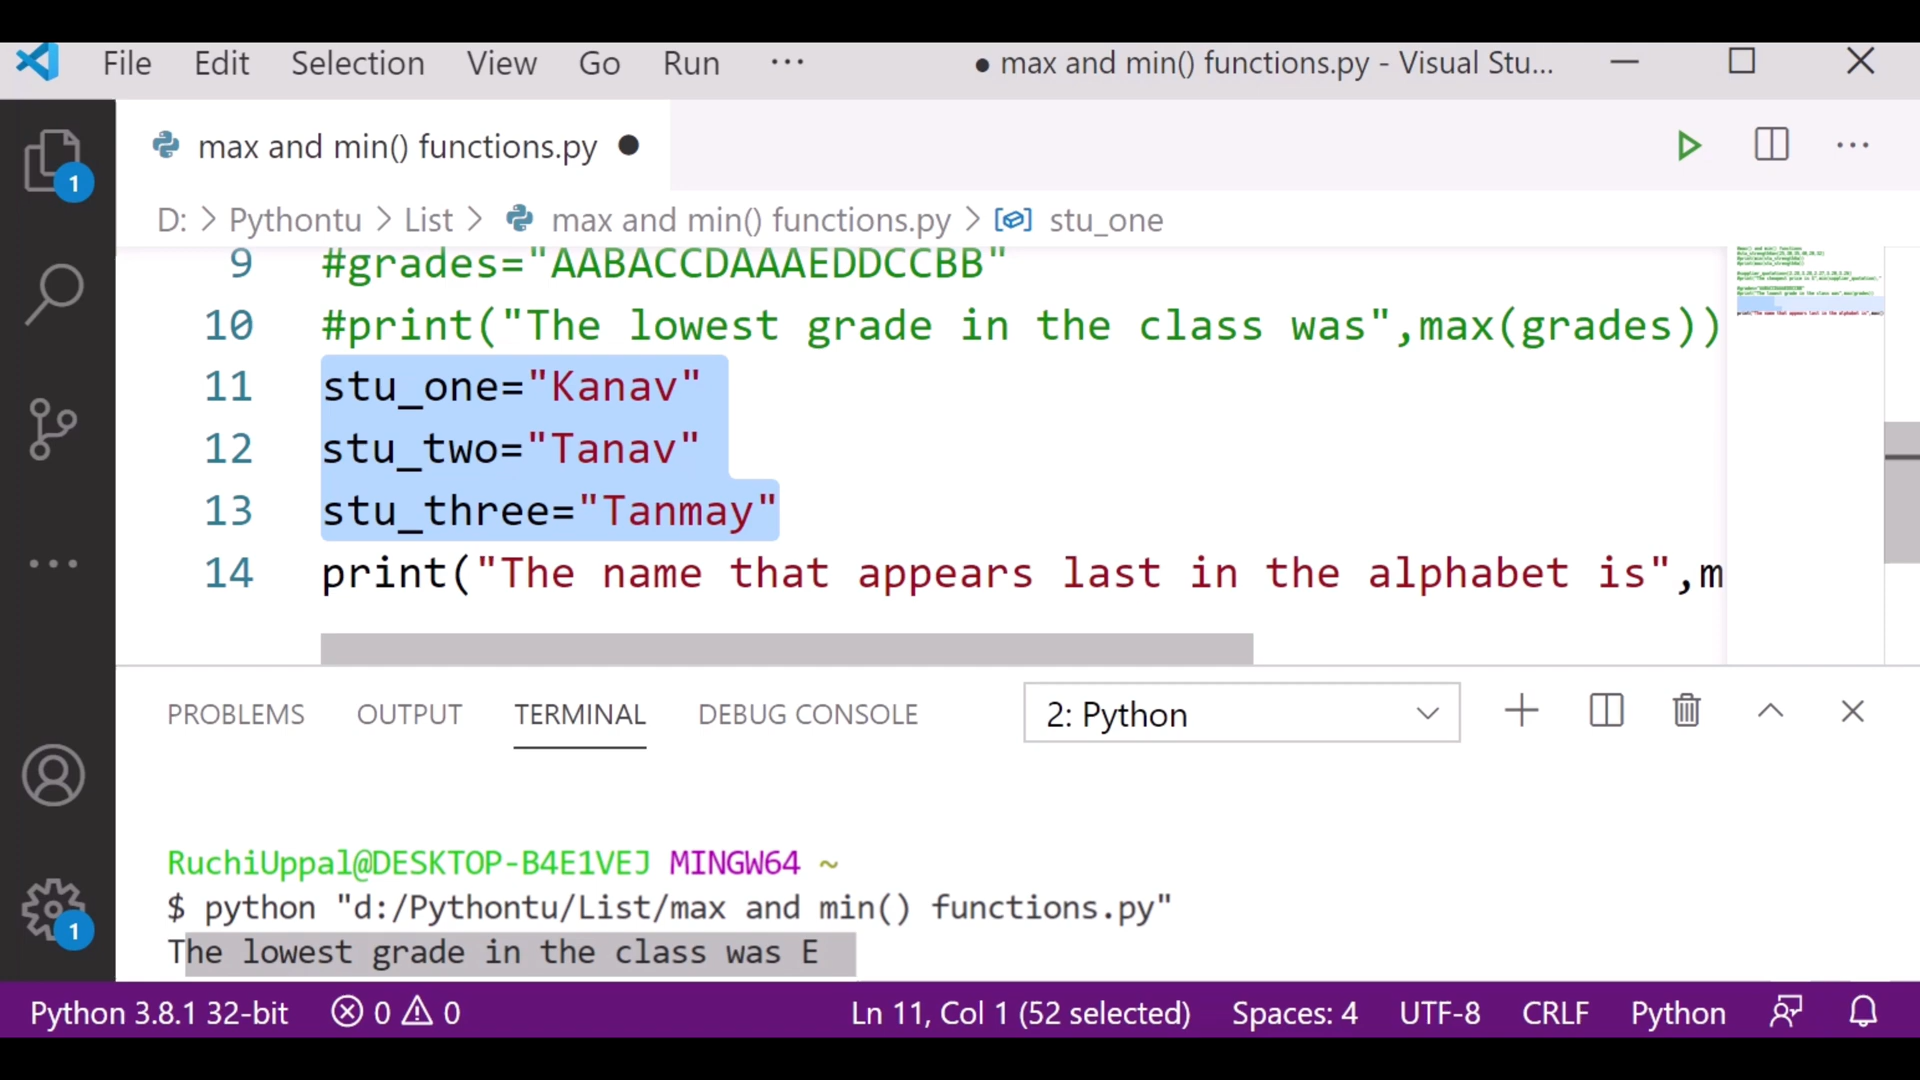 File Edit Selection View Go Run ··· ● max and min() functions.py - Visual Stu...
max and min() functions.py ●
D: > Pythontu > List > max and min() functions.py > stu_one
9 #grades="AABACCDAAAEDDCCBB"
10 #print("The lowest grade in the class was",max(grades))
11 stu_one="Kanav"
12 stu_two="Tanav"
13 stu_three="Tanmay"
14 print("The name that appears last in the alphabet is",m
1
1
PROBLEMS OUTPUT TERMINAL DEBUG CONSOLE 2: Python
RuchiUppal@DESKTOP-B4E1VEJ MINGW64 ~
$ python "d:/Pythontu/List/max and min() functions.py"
The lowest grade in the class was E
Python 3.8.1 32-bit 0 0 Ln 11, Col 1 (52 selected) Spaces: 4 UTF-8 CRLF Python